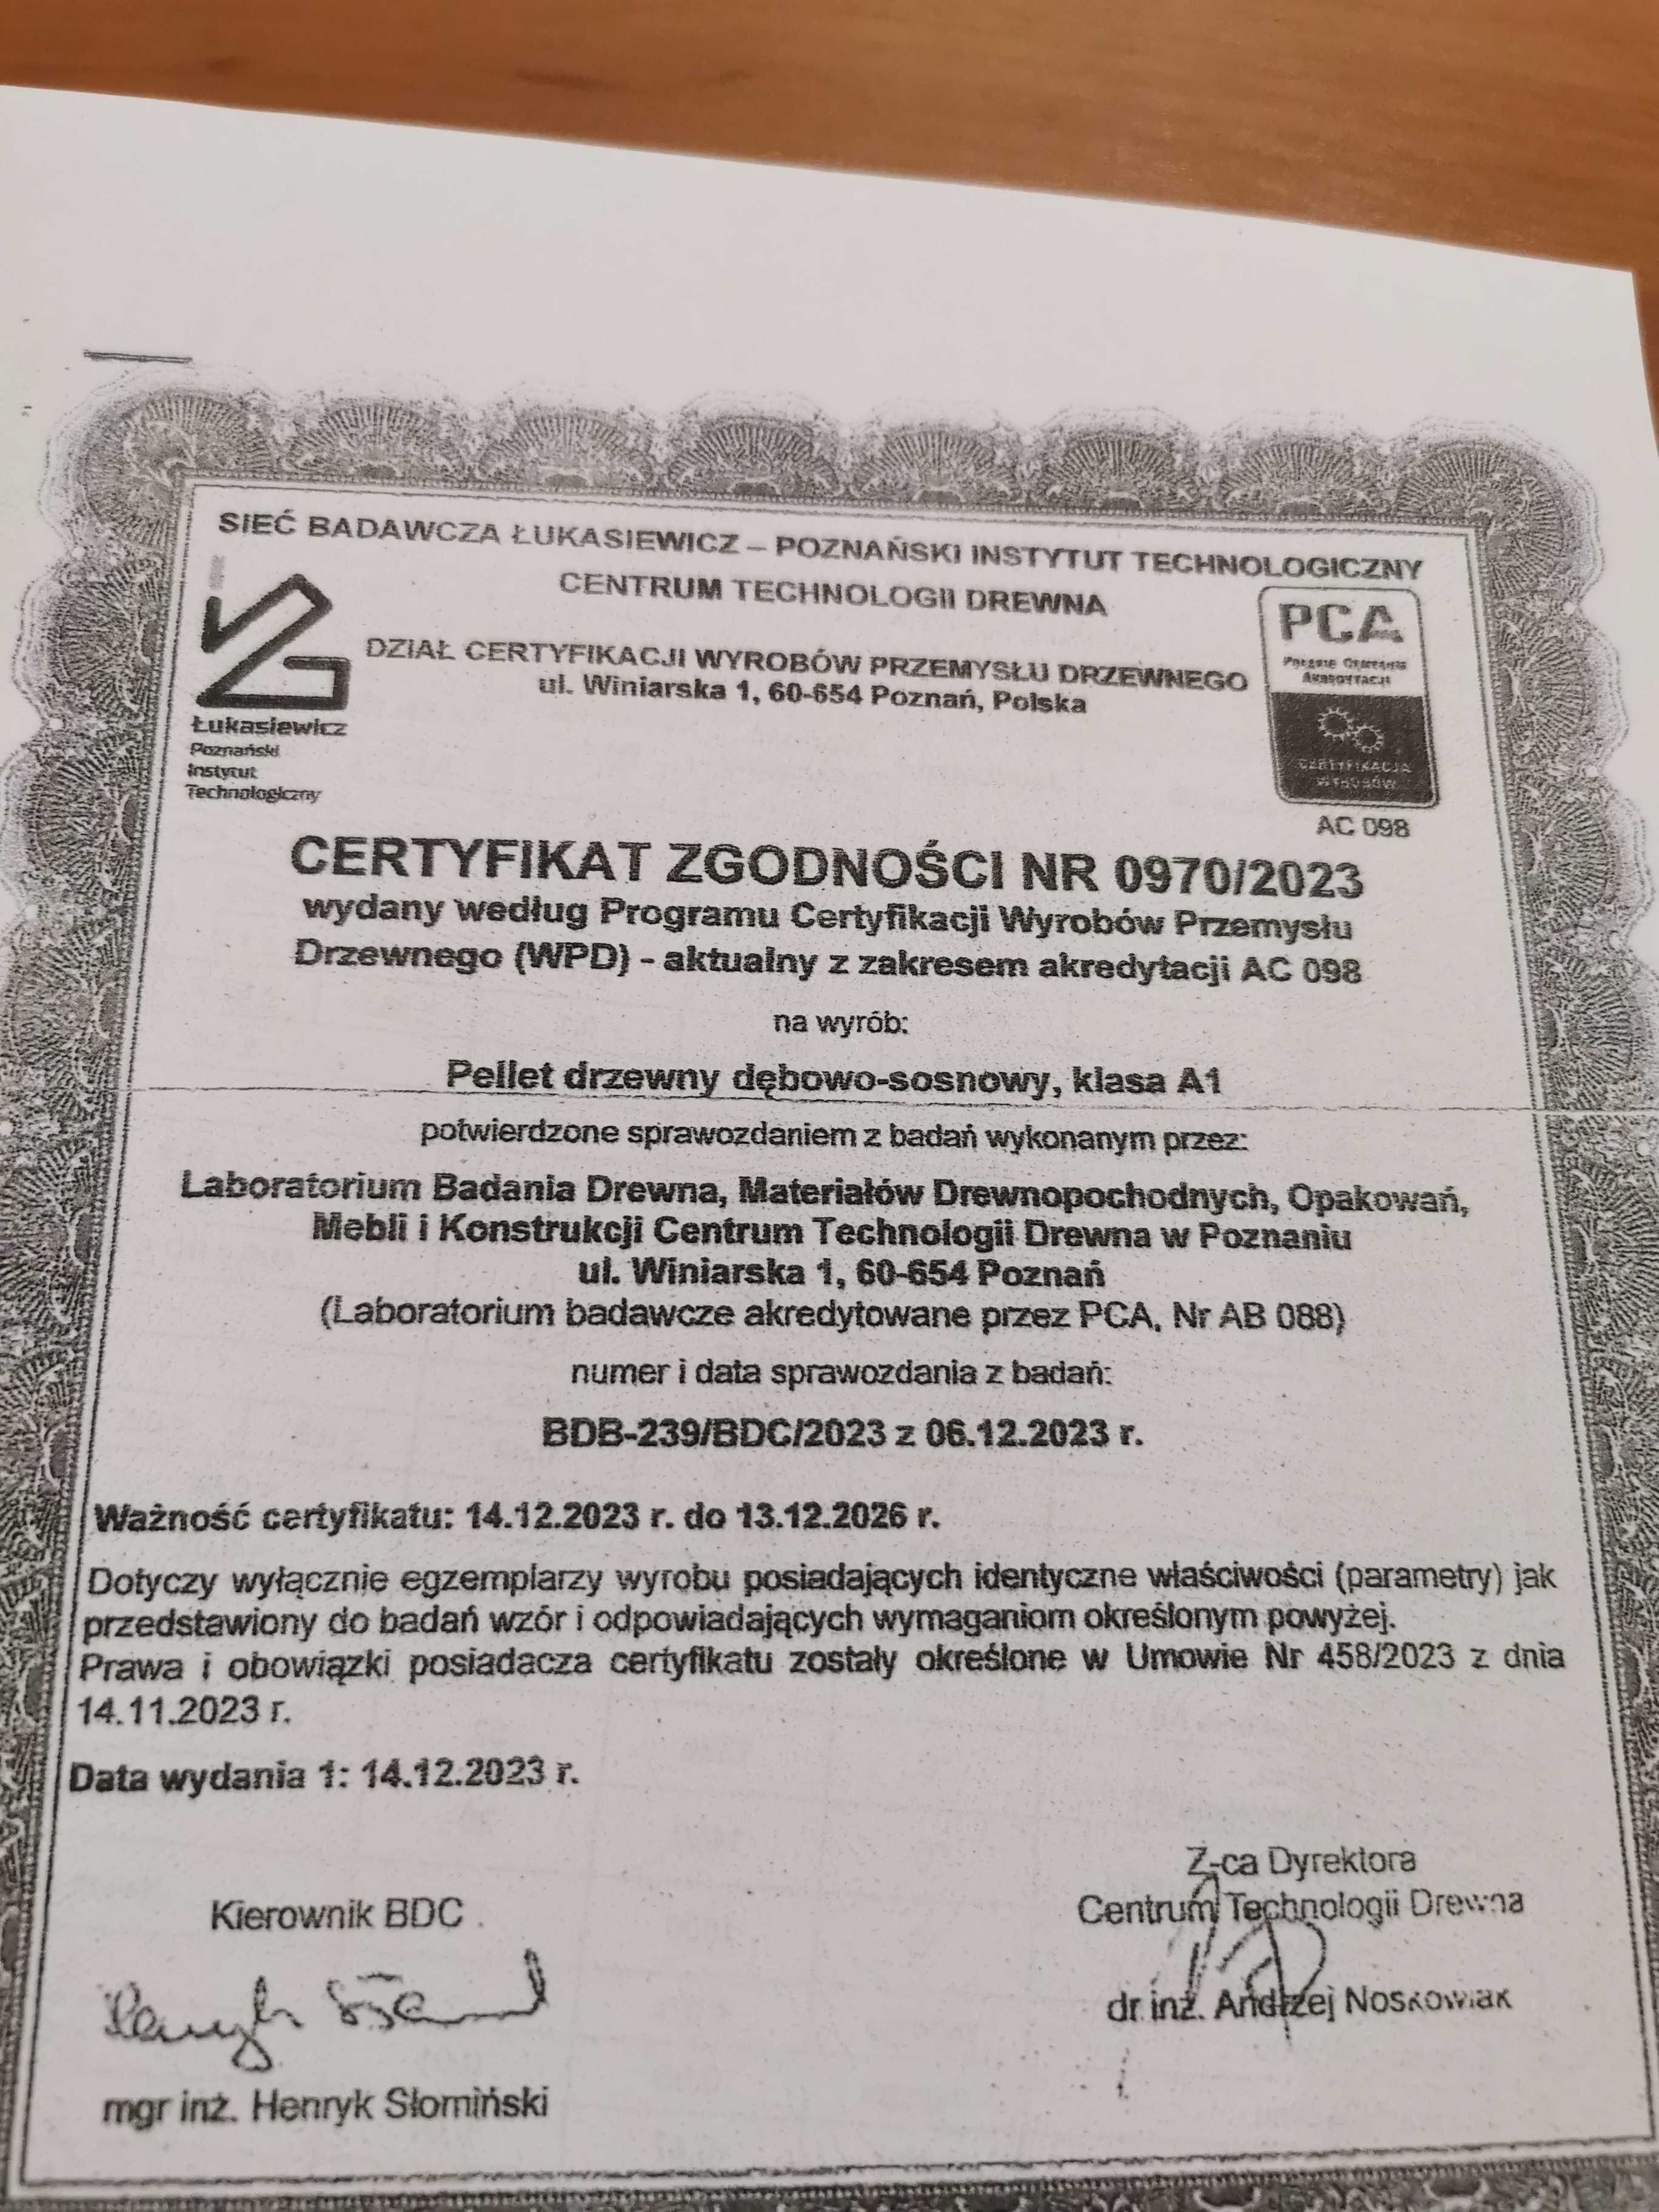 SIEĆ BADAWCZA ŁUKASIEWICZ – POZNAŃSKI INSTYTUT TECHNOLOGICZNY
CENTRUM TECHNOLOGII DREWNA
DZIAŁ CERTYFIKACJI WYROBÓW PRZEMYSŁU DRZEWNEGO
ul. Winiarska 1, 60-654 Poznań, Polska
Łukasiewicz
Poznański
Instytut
Technologiczny
PCA
POLSKIE CENTRUM
AKREDYTACJI
CERTYFIKACJA
WYROBÓW
AC 098
CERTYFIKAT ZGODNOŚCI NR 0970/2023
wydany według Programu Certyfikacji Wyrobów Przemysłu
Drzewnego (WPD) - aktualny z zakresem akredytacji AC 098
na wyrób:
Pellet drzewny dębowo-sosnowy, klasa A1
potwierdzone sprawozdaniem z badań wykonanym przez:
Laboratorium Badania Drewna, Materiałów Drewnopochodnych, Opakowań,
Mebli i Konstrukcji Centrum Technologii Drewna w Poznaniu
ul. Winiarska 1, 60-654 Poznań
(Laboratorium badawcze akredytowane przez PCA, Nr AB 088)
numer i data sprawozdania z badań:
BDB-239/BDC/2023 z 06.12.2023 r.
Ważność certyfikatu: 14.12.2023 r. do 13.12.2026 r.
Dotyczy wyłącznie egzemplarzy wyrobu posiadających identyczne właściwości (parametry) jak
przedstawiony do badań wzór i odpowiadających wymaganiom określonym powyżej.
Prawa i obowiązki posiadacza certyfikatu zostały określone w Umowie Nr 458/2023 z dnia
14.11.2023 r.
Data wydania 1: 14.12.2023 r.
Kierownik BDC
mgr inż. Henryk Słomiński
Z-ca Dyrektora
Centrum Technologii Drewna
dr inż. Andrzej Noskowiak